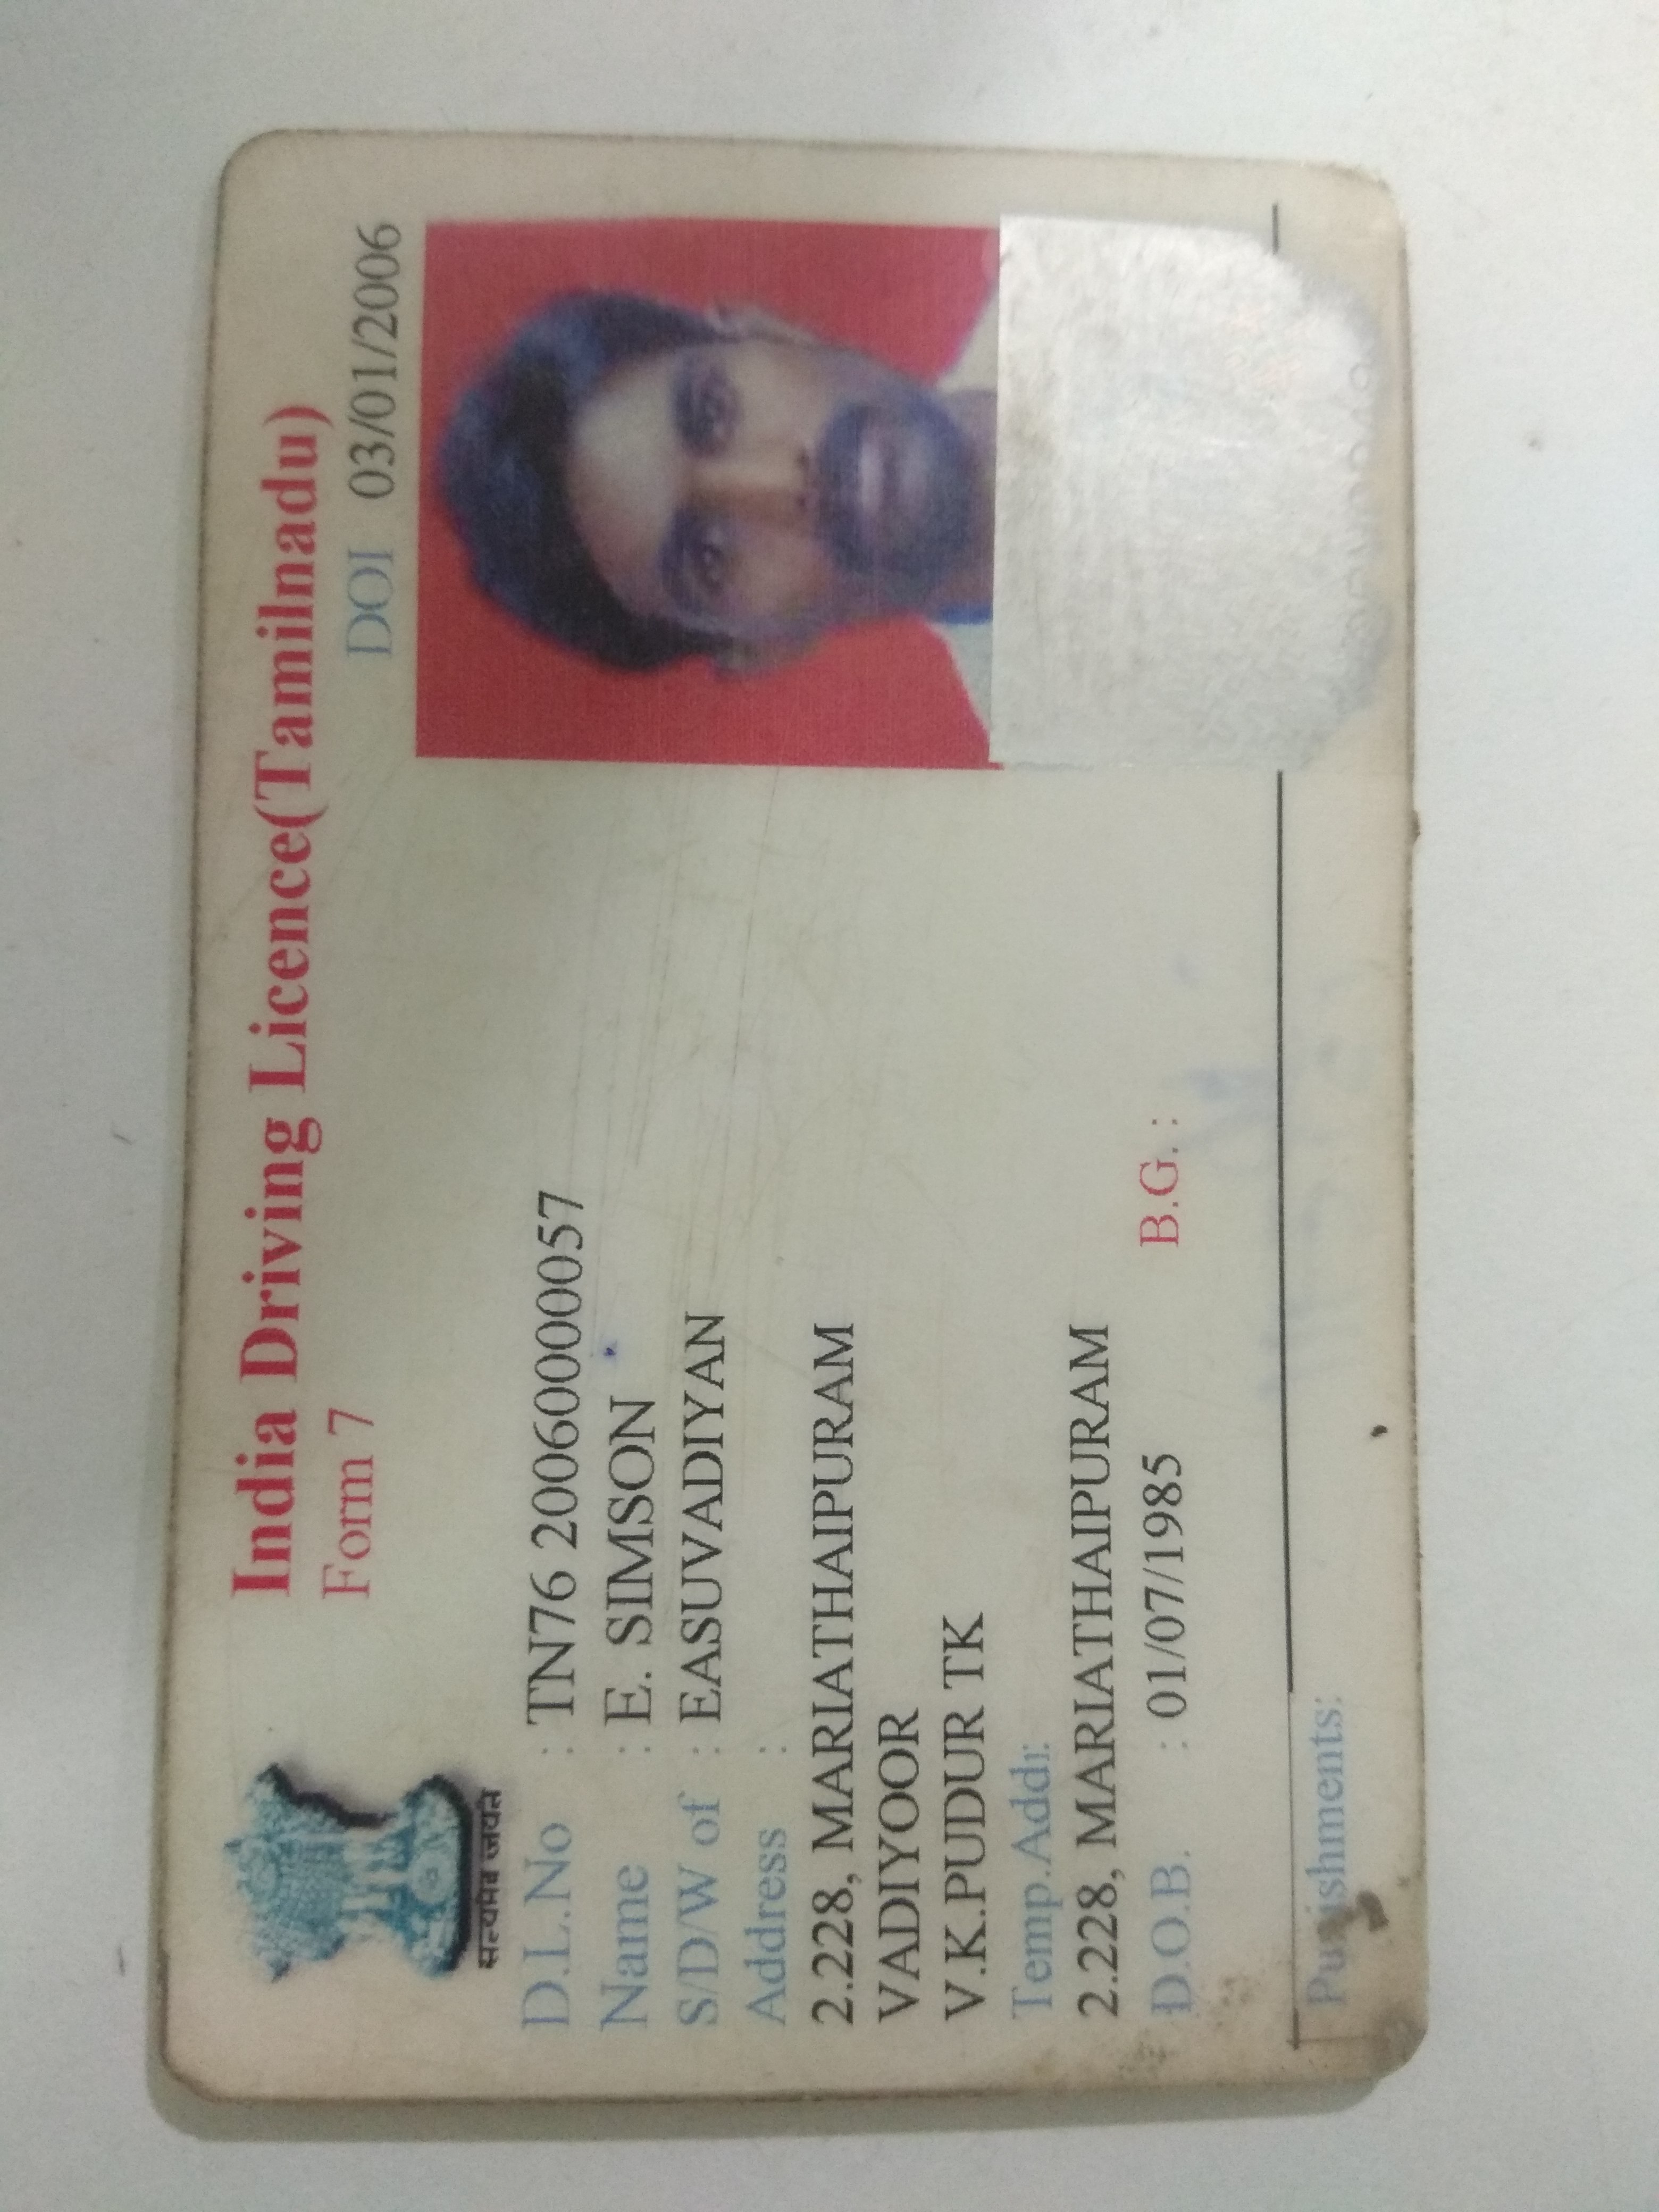 India Driving Licence(Tamilnadu)
Form 7
DOI 03/01/2006
सत्यमेव जयते
D.L.No : TN76 20060000057
Name : E. SIMSON
S/D/W of : EASUVADIYAN
Address :
2.228, MARIATHAIPURAM
VADIYOOR
V.K.PUDUR TK
Temp.Add:
2.228, MARIATHAIPURAM
D.O.B. : 01/07/1985 B.G. :
Punishments: